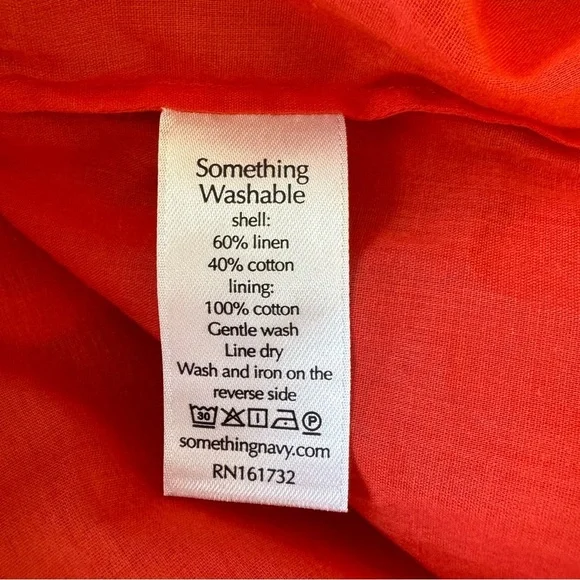 Something
Washable
shell:
60% linen
40% cotton
lining:
100% cotton
Gentle wash
Line dry
Wash and iron on the
reverse side
30 P
somethingnavy.com
RN161732